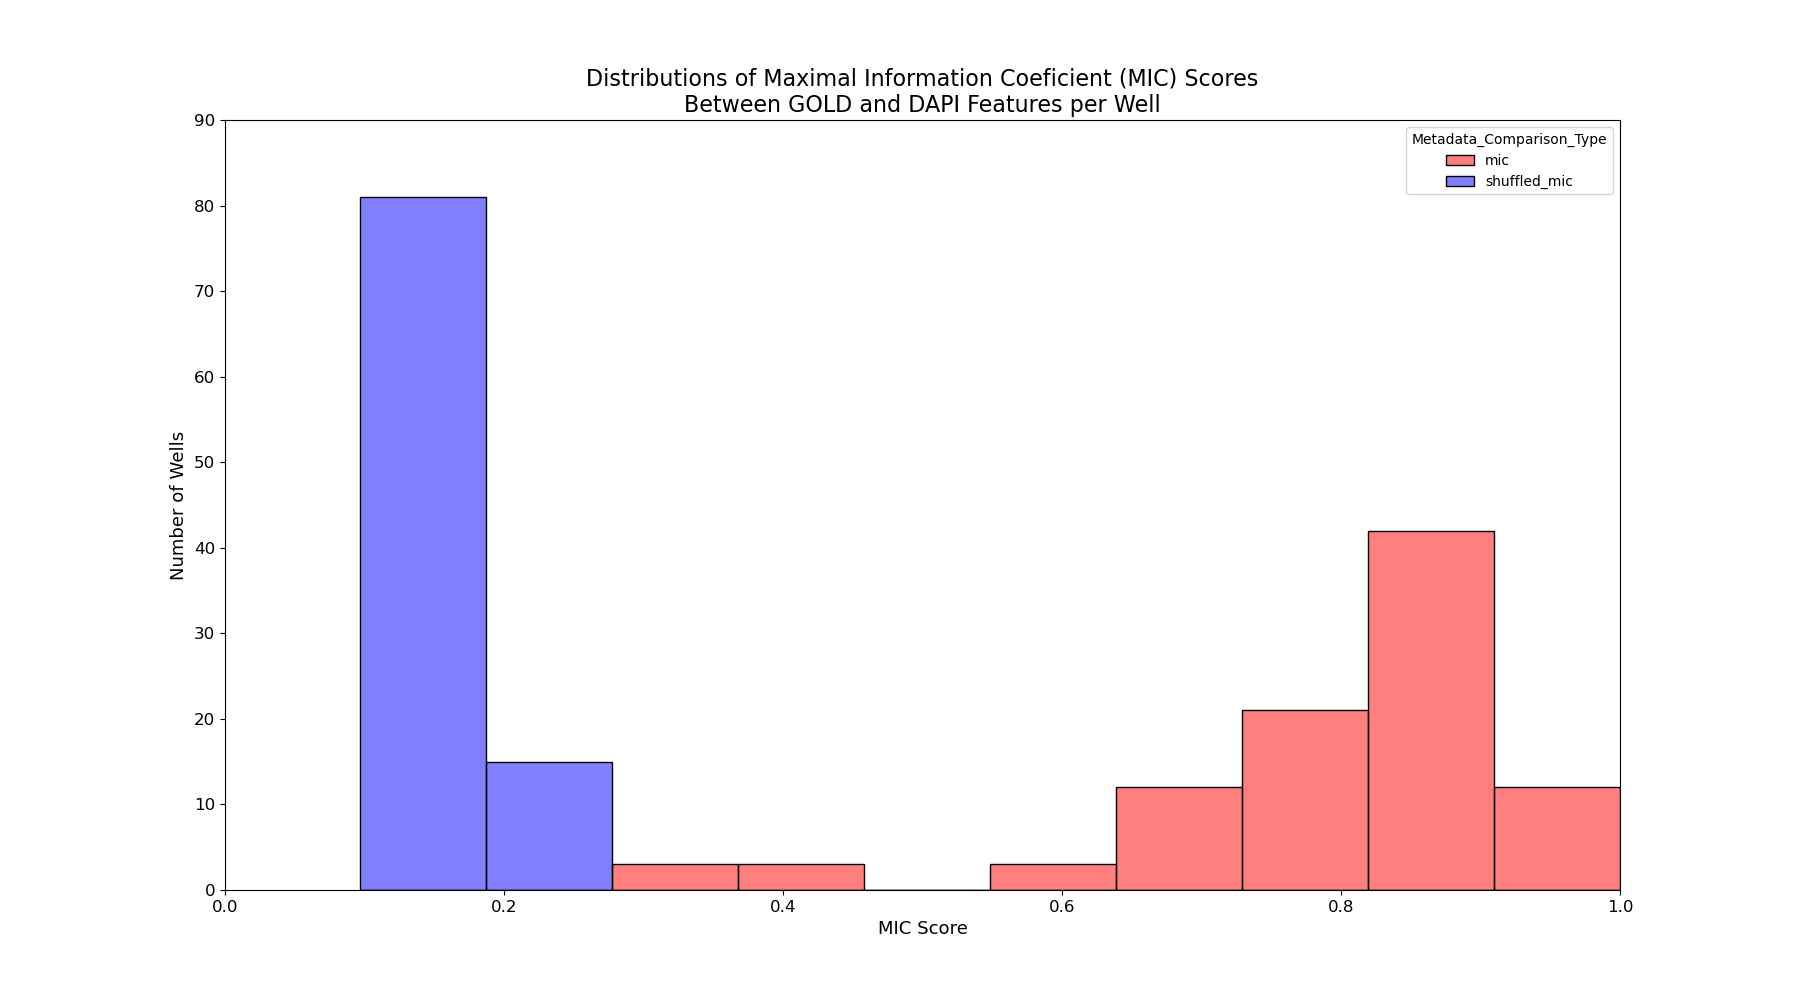 Distributions of Maximal Information Coeficient (MIC) Scores
Between GOLD and DAPI Features per Well
Metadata_Comparison_Type
mic
shuffled_mic
Number of Wells
90
80
70
60
50
40
30
20
10
0
0.0 0.2 0.4 0.6 0.8 1.0
MIC Score